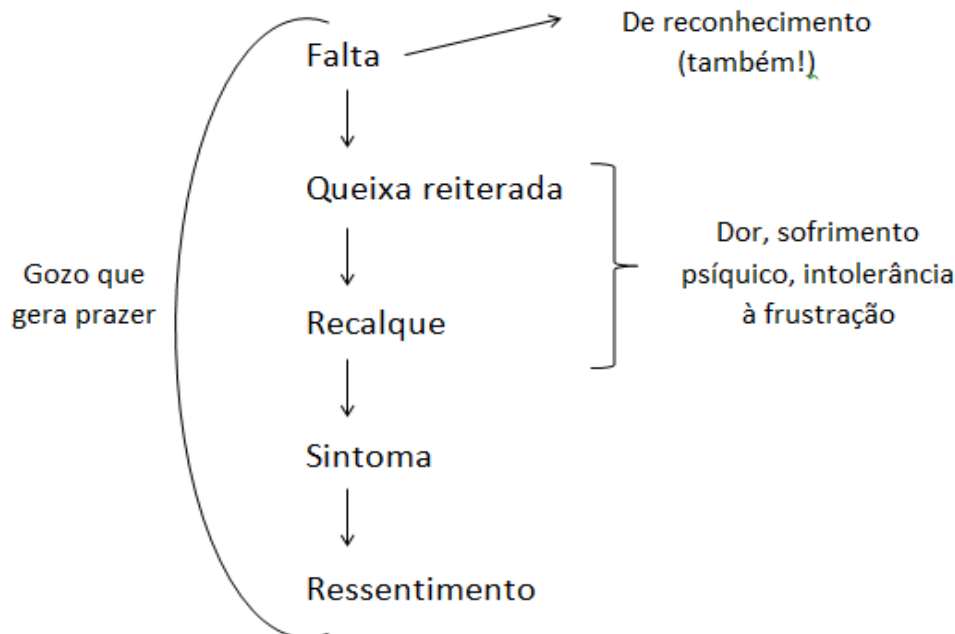 Falta
De reconhecimento
(também!)
Queixa reiterada
Dor, sofrimento
psíquico, intolerância
à frustração
Gozo que
gera prazer
Recalque
Sintoma
Ressentimento